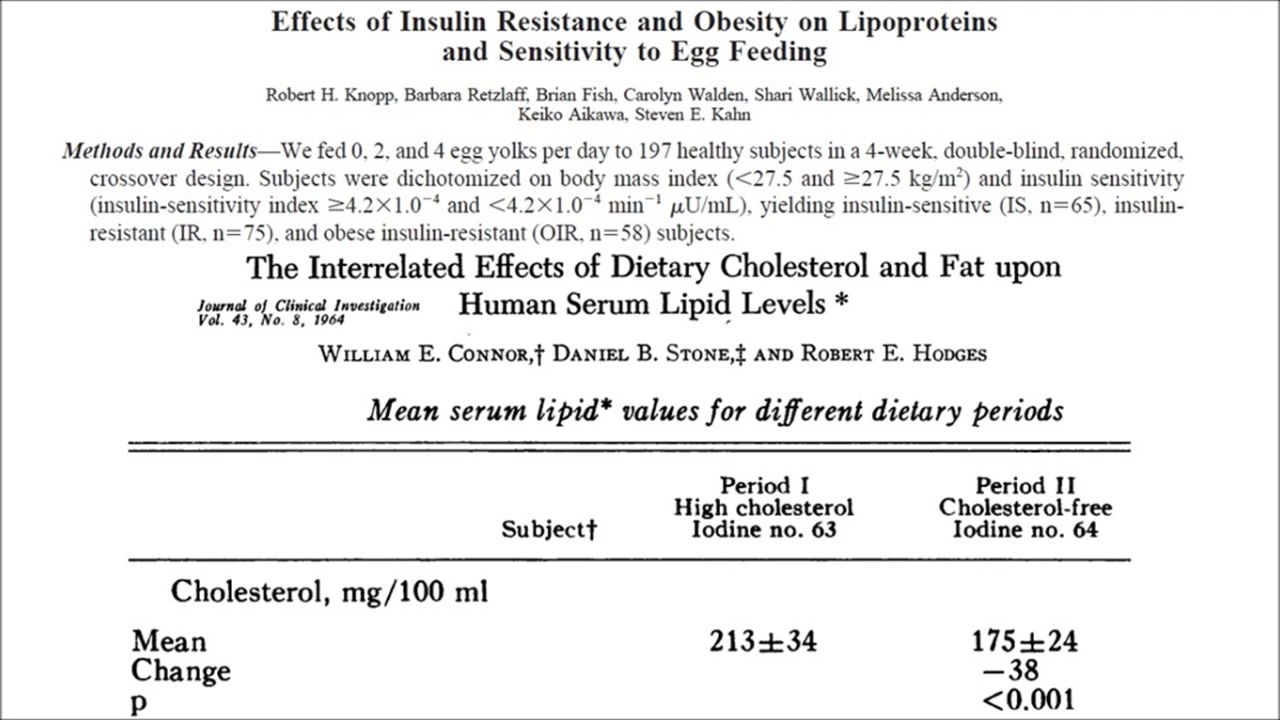 Effects of Insulin Resistance and Obesity on Lipoproteins
and Sensitivity to Egg Feeding
Robert H. Knopp, Barbara Retzlaff, Brian Fish, Carolyn Walden, Shari Wallick, Melissa Anderson,
Keiko Aikawa, Steven E. Kahn
Methods and Results—We fed 0, 2, and 4 egg yolks per day to 197 healthy subjects in a 4-week, double-blind, randomized,
crossover design. Subjects were dichotomized on body mass index (<27.5 and ≥27.5 kg/m²) and insulin sensitivity
(insulin-sensitivity index ≥4.2×1.0⁻⁴ and <4.2×1.0⁻⁴ min⁻¹ μU/mL), yielding insulin-sensitive (IS, n=65), insulin-
resistant (IR, n=75), and obese insulin-resistant (OIR, n=58) subjects.
The Interrelated Effects of Dietary Cholesterol and Fat upon
Human Serum Lipid Levels *
Journal of Clinical Investigation
Vol. 43, No. 8, 1964
WILLIAM E. CONNOR,† DANIEL B. STONE,‡ AND ROBERT E. HODGES
Mean serum lipid* values for different dietary periods
Subject†
Period I
High cholesterol
Iodine no. 63
Period II
Cholesterol-free
Iodine no. 64
Cholesterol, mg/100 ml
Mean 213±34 175±24
Change −38
p <0.001